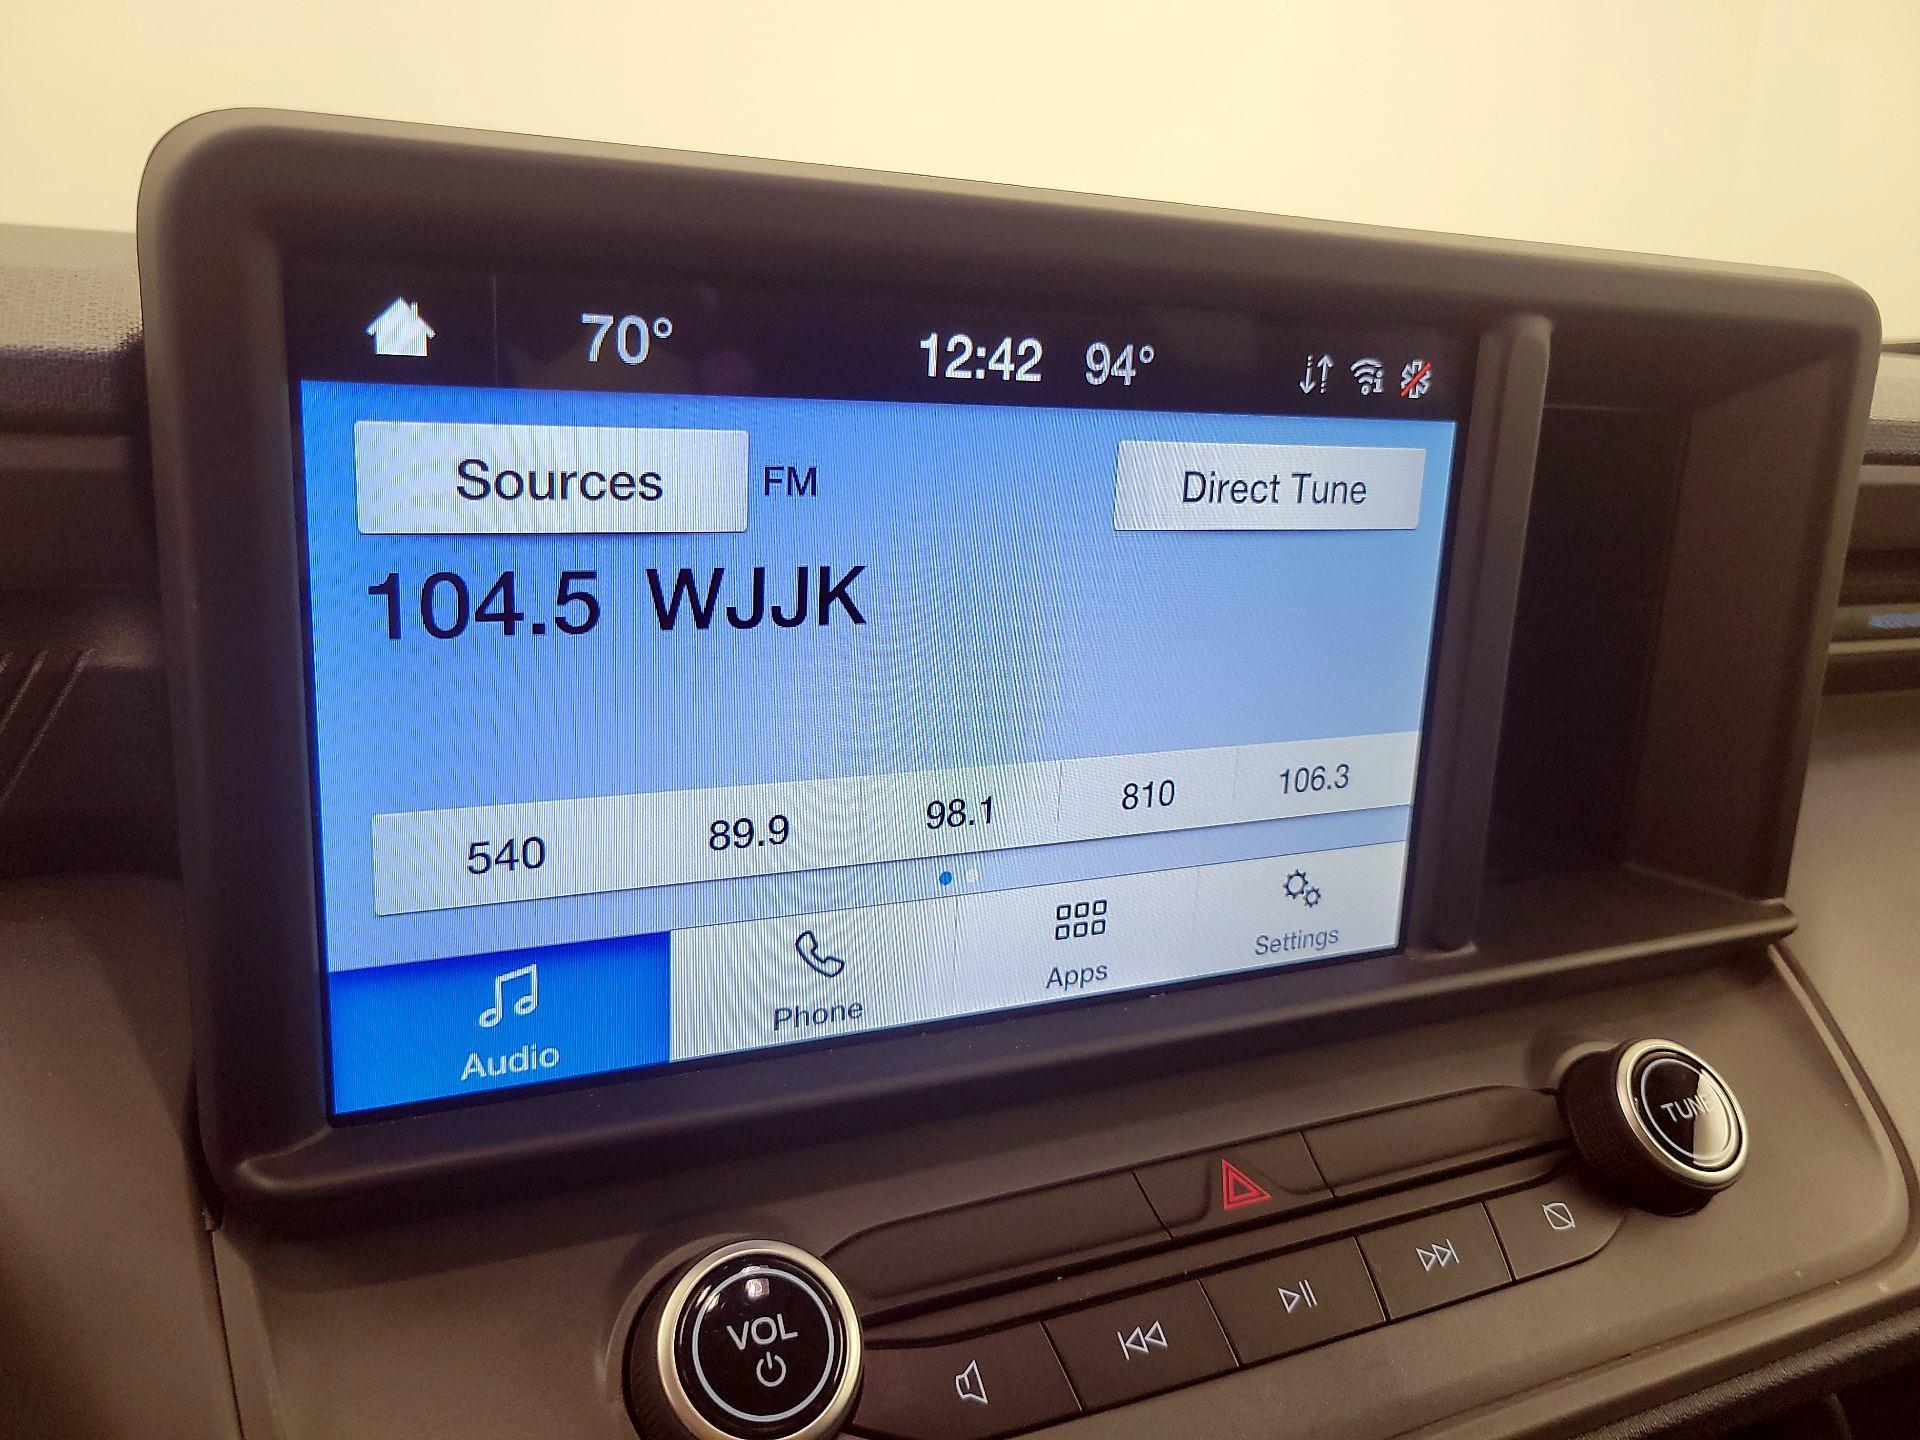 70° 12:42 94°
Sources FM Direct Tune
104.5 WJJK
540 89.9 98.1 810 106.3
Audio Phone Apps Settings
TUNE
VOL